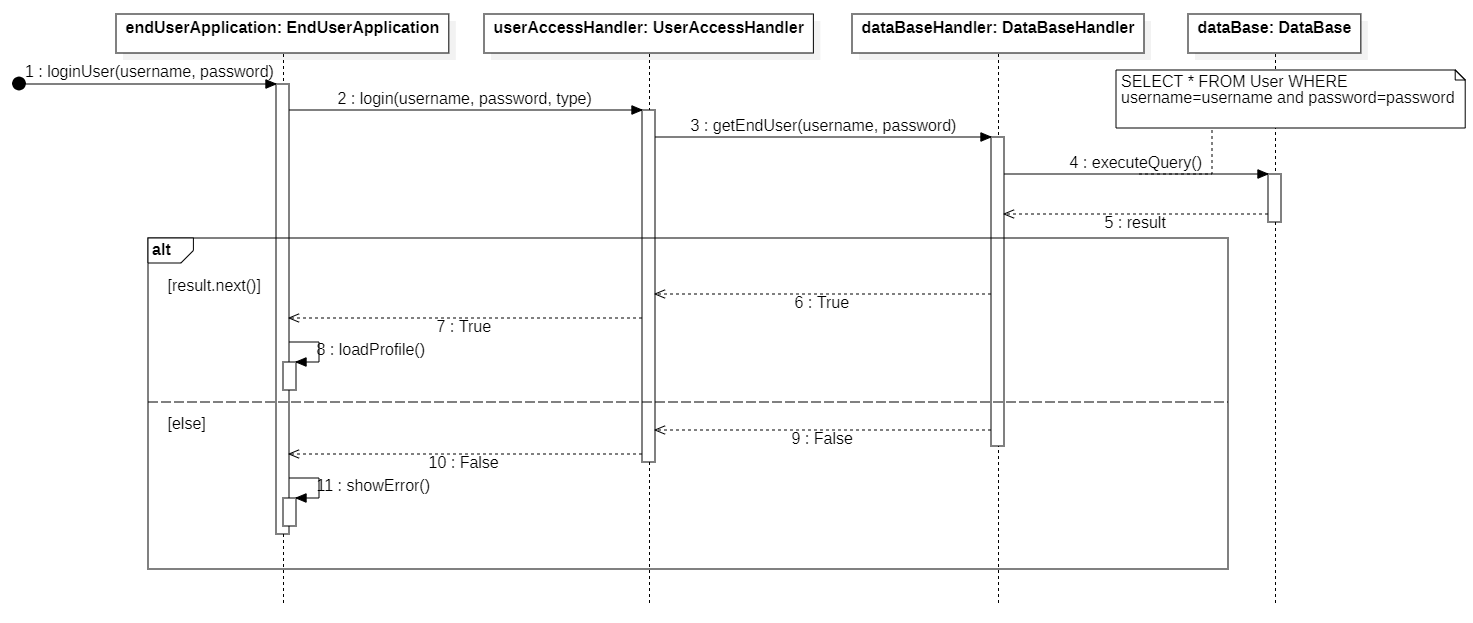 endUserApplication: EndUserApplication
userAccessHandler: UserAccessHandler
dataBaseHandler: DataBaseHandler
dataBase: DataBase
1 : loginUser(username, password)
SELECT * FROM User WHERE
username=username and password=password
2 : login(username, password, type)
3 : getEndUser(username, password)
4 : executeQuery()
5 : result
alt
[result.next()]
6 : True
7 : True
8 : loadProfile()
[else]
9 : False
10 : False
11 : showError()